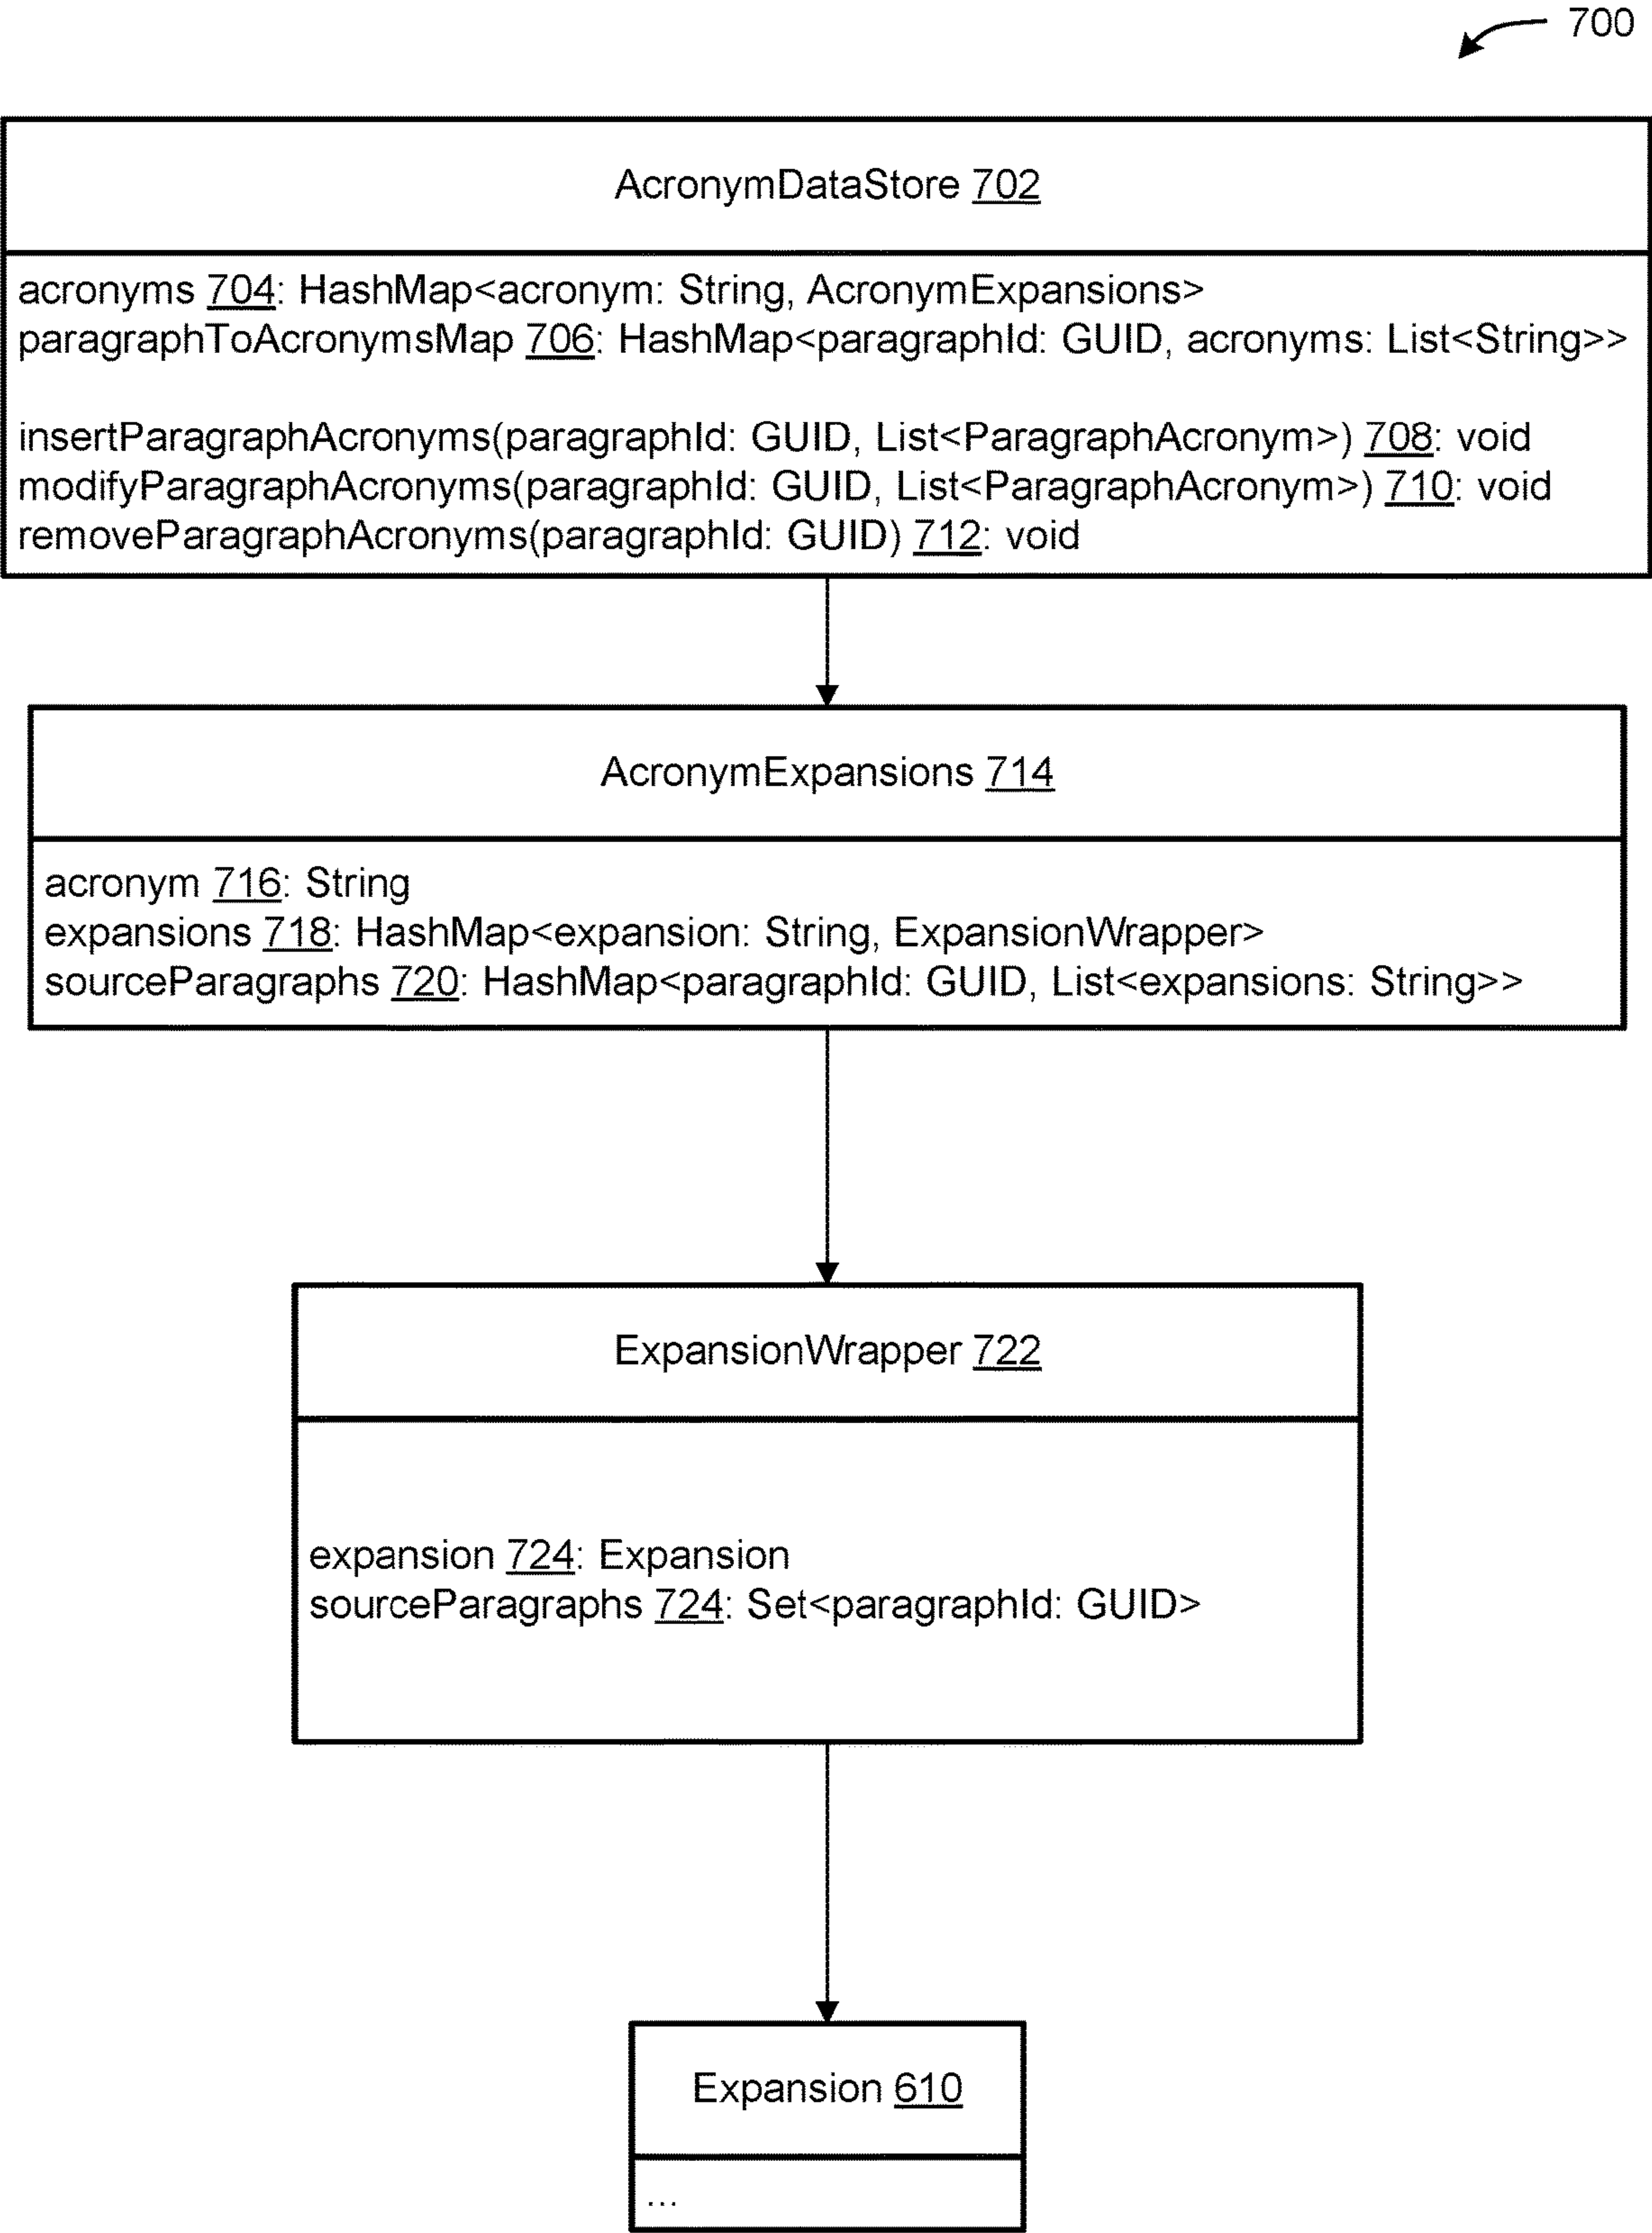 700
AcronymDataStore 702
acronyms 704: HashMap<acronym: String, AcronymExpansions>
paragraphToAcronymsMap 706: HashMap<paragraphId: GUID, acronyms: List<String>>
insertParagraphAcronyms(paragraphId: GUID, List<ParagraphAcronym>) 708: void
modifyParagraphAcronyms(paragraphId: GUID, List<ParagraphAcronym>) 710: void
removeParagraphAcronyms(paragraphId: GUID) 712: void
AcronymExpansions 714
acronym 716: String
expansions 718: HashMap<expansion: String, ExpansionWrapper>
sourceParagraphs 720: HashMap<paragraphId: GUID, List<expansions: String>>
ExpansionWrapper 722
expansion 724: Expansion
sourceParagraphs 724: Set<paragraphId: GUID>
Expansion 610
...